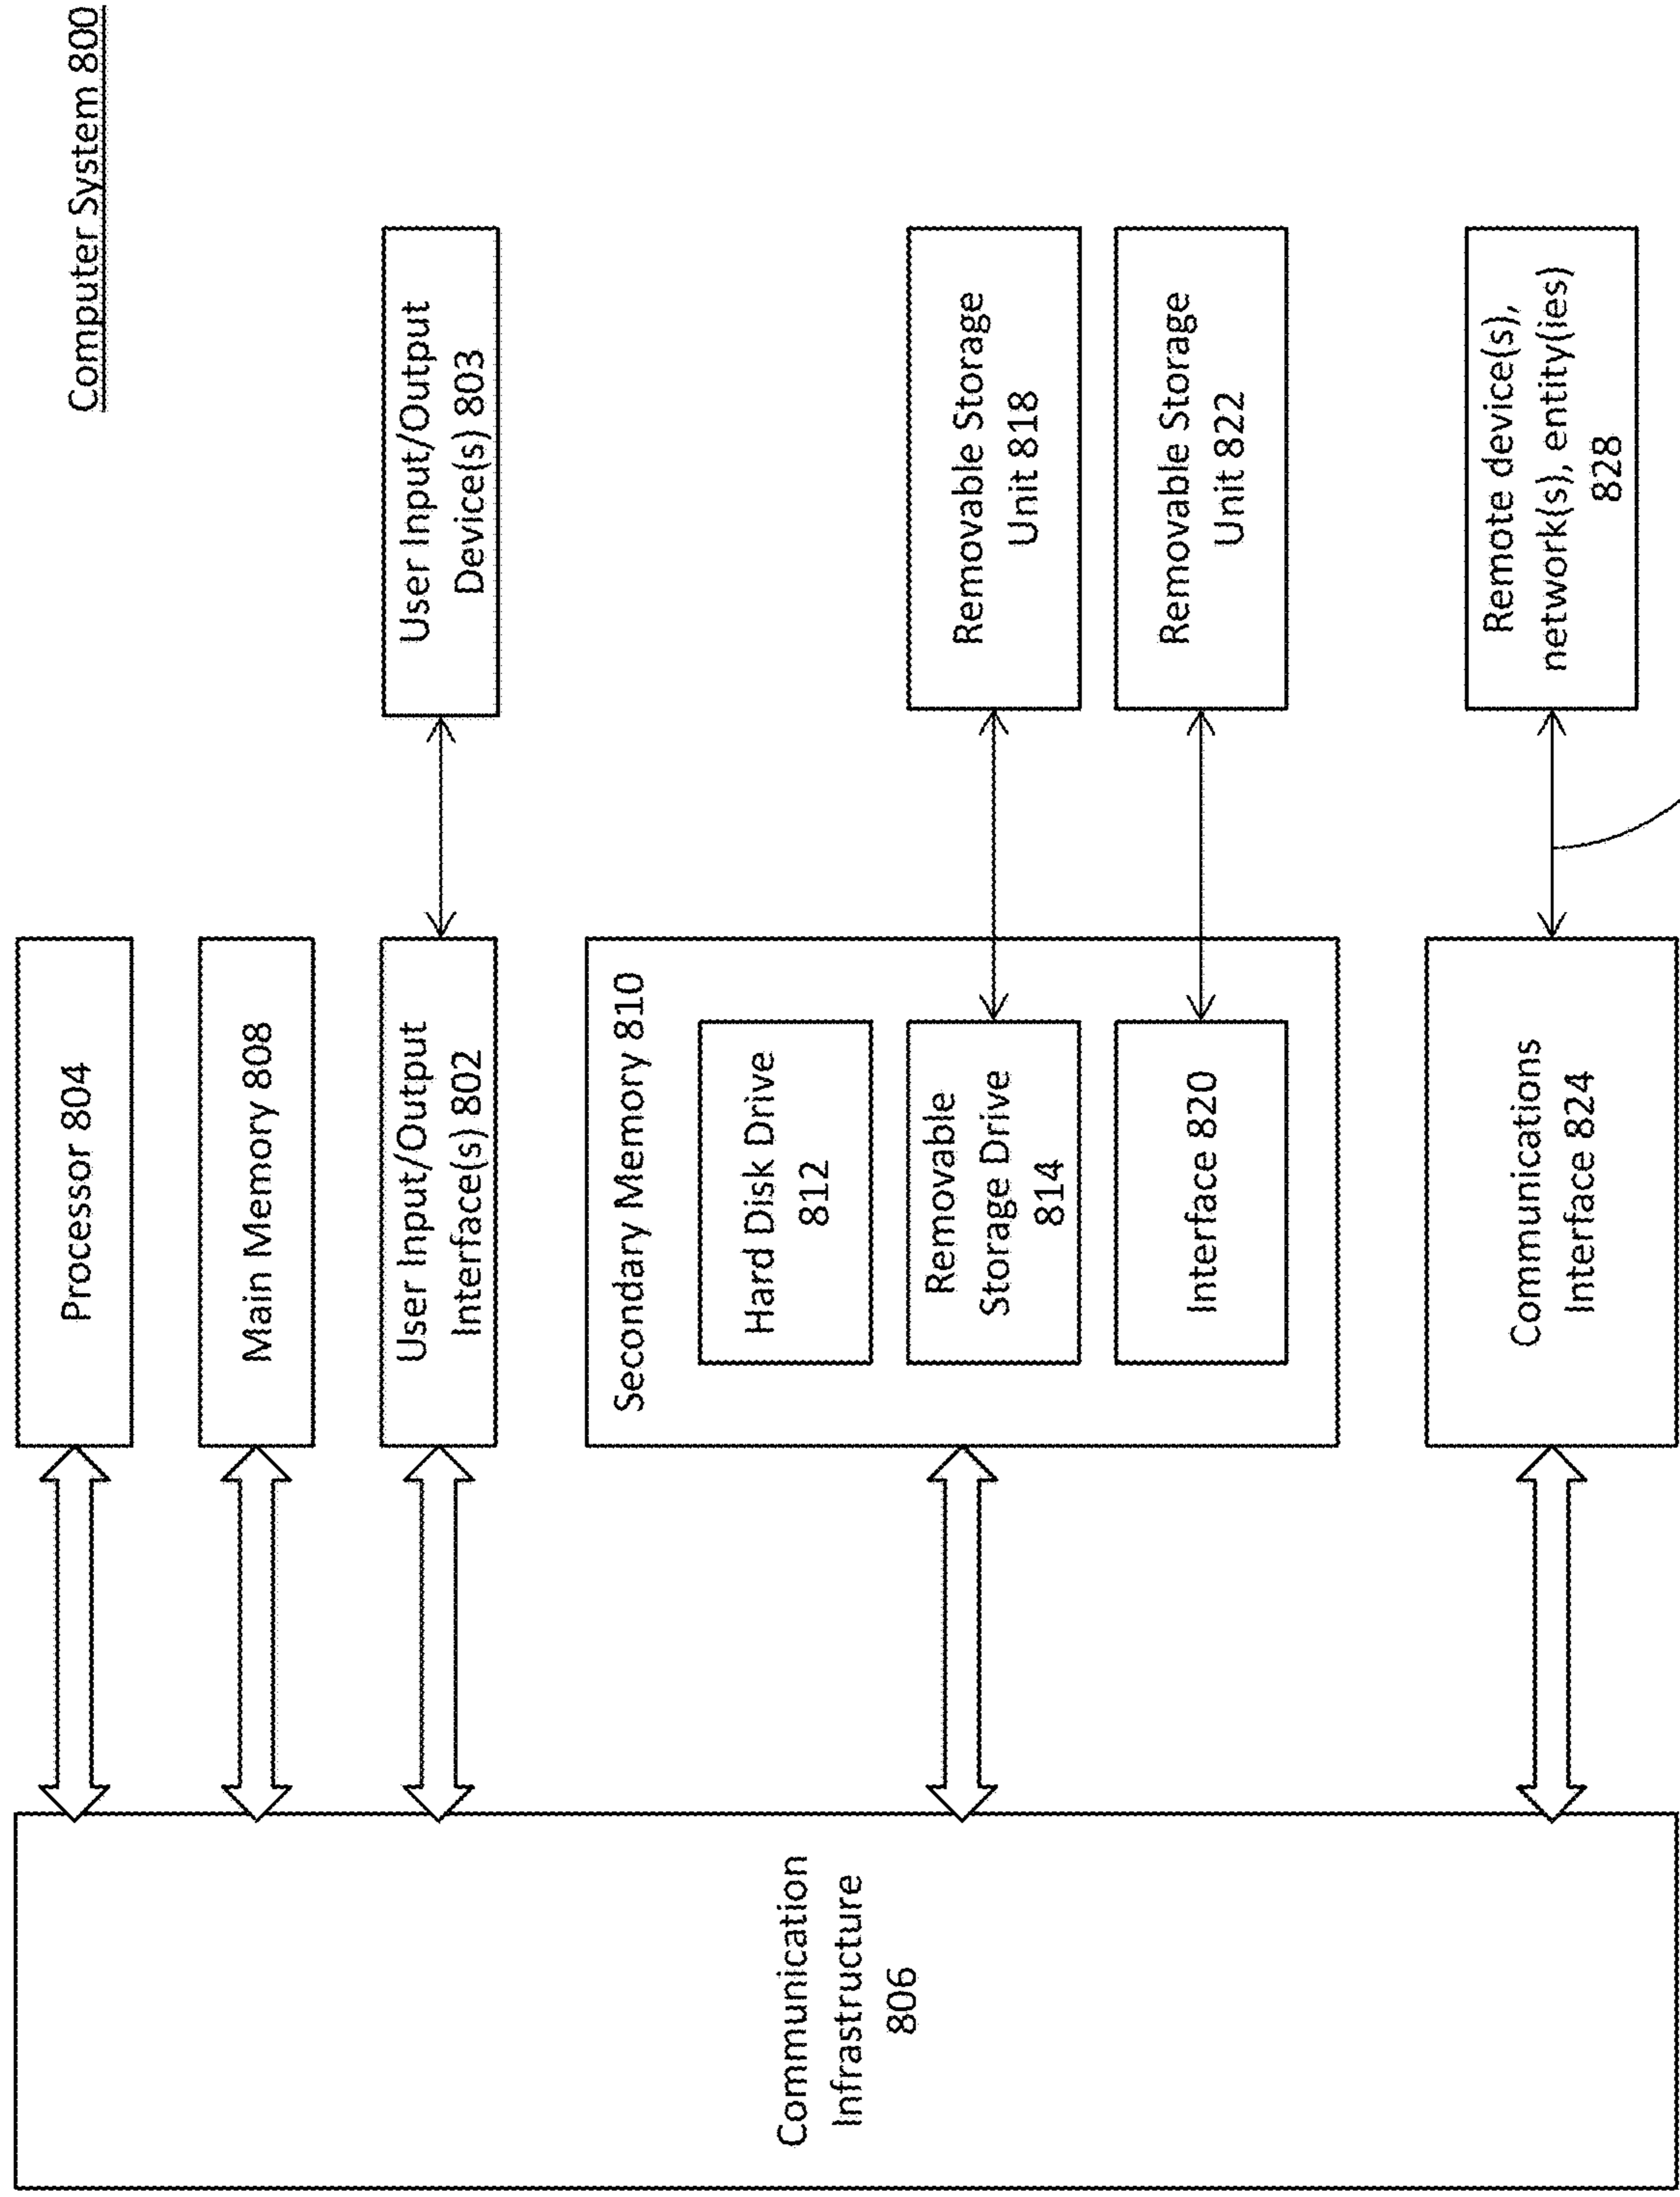 Computer System 800
Processor 804
Main Memory 808
User Input/Output
Interface(s) 802
User Input/Output
Device(s) 803
Secondary Memory 810
Hard Disk Drive
812
Removable
Storage Drive
814
Removable Storage
Unit 818
Interface 820
Removable Storage
Unit 822
Communication
Infrastructure
806
Communications
Interface 824
Remote device(s),
network(s), entity(ies)
828